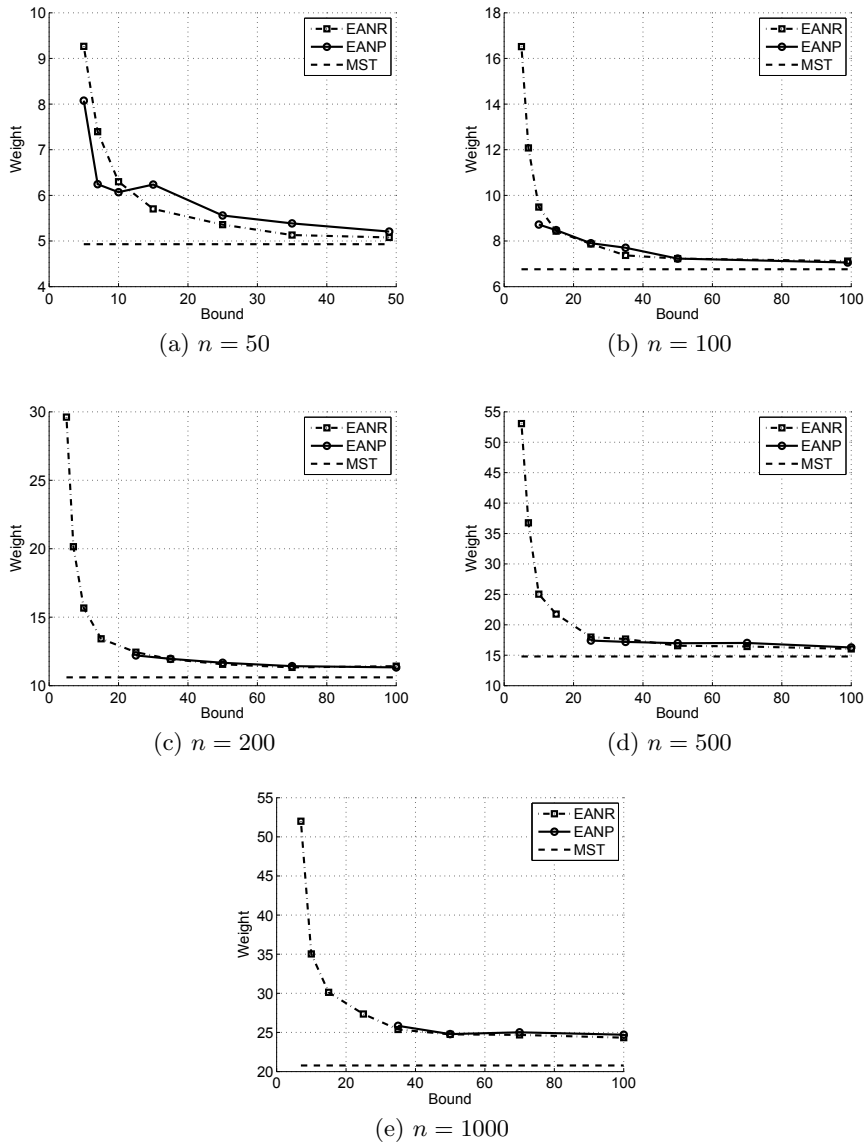 10
9
8
7
6
5
4
0 10 20 30 40 50
Weight
Bound
EANR
EANP
MST
(a) n = 50
18
16
14
12
10
8
6
0 20 40 60 80 100
Weight
Bound
EANR
EANP
MST
(b) n = 100
30
25
20
15
10
0 20 40 60 80 100
Weight
Bound
EANR
EANP
MST
(c) n = 200
55
50
45
40
35
30
25
20
15
10
0 20 40 60 80 100
Weight
Bound
EANR
EANP
MST
(d) n = 500
55
50
45
40
35
30
25
20
0 20 40 60 80 100
Weight
Bound
EANR
EANP
MST
(e) n = 1000